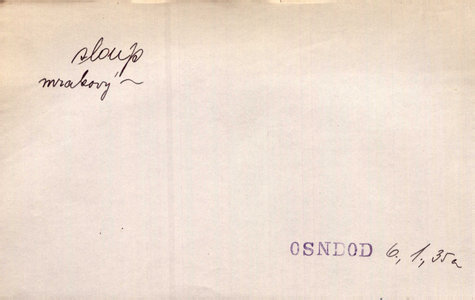 sloup
mrakový ~
OSNDOD 6, 1, 35a